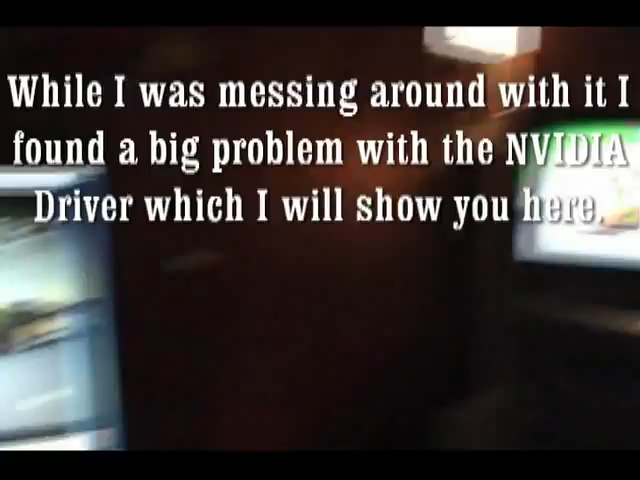 While I was messing around with it I
found a big problem with the NVIDIA
Driver which I will show you here.